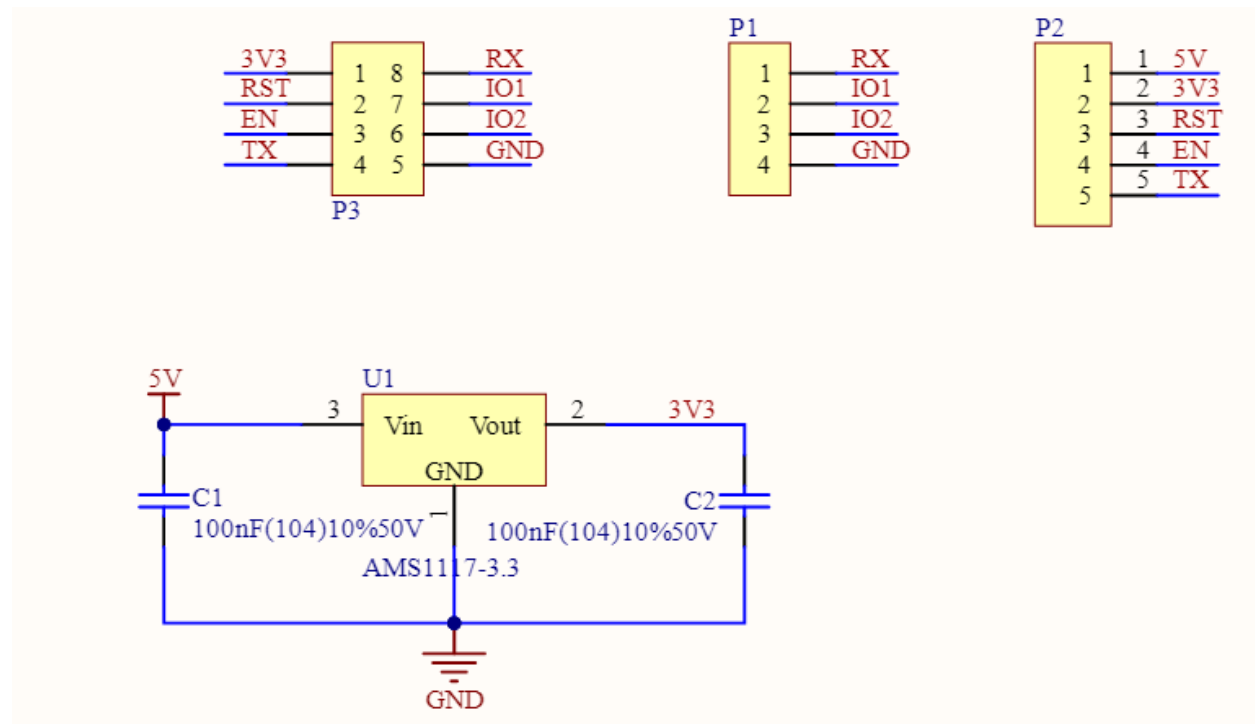 P1
P2
3V3 1 8 RX
RST 2 7 IO1
EN 3 6 IO2
TX 4 5 GND
P3
1 RX
2 IO1
3 IO2
4 GND
1 1 5V
2 2 3V3
3 3 RST
4 4 EN
5 5 TX
5V
U1
3 Vin Vout 2 3V3
GND
1
C1
100nF(104)10%50V
C2
100nF(104)10%50V
AMS1117-3.3
GND